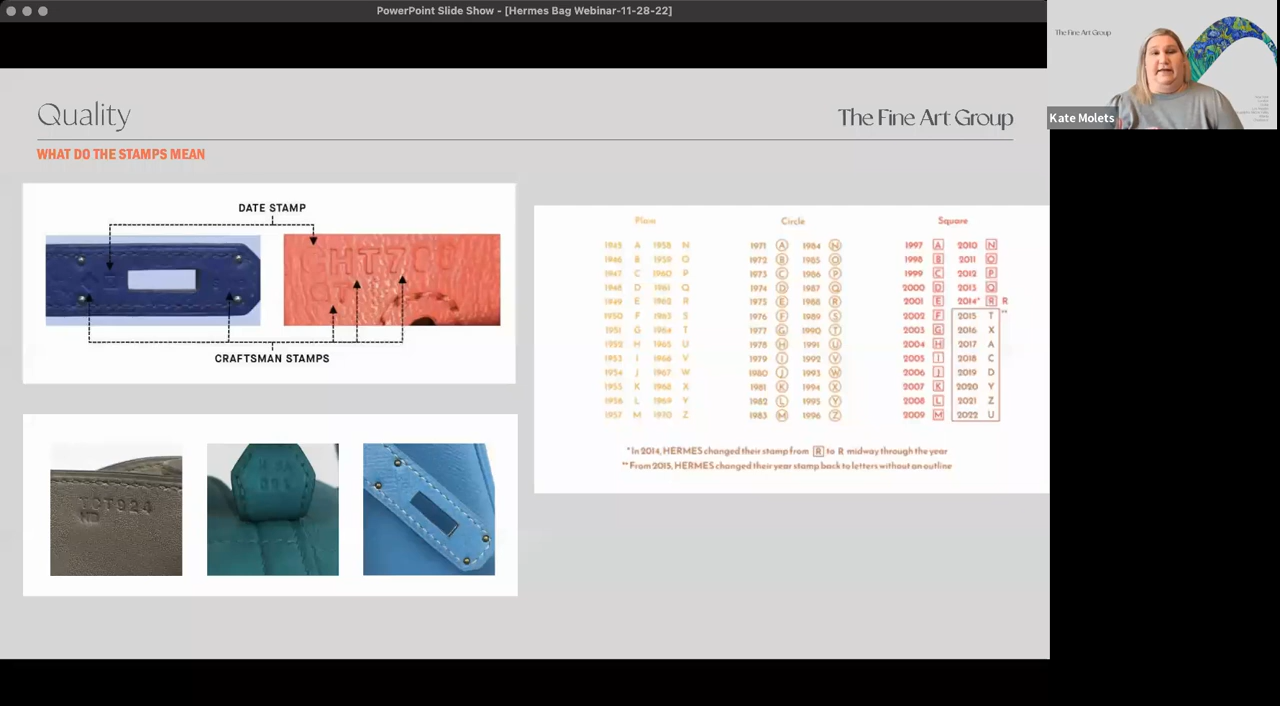 PowerPoint Slide Show - [Hermes Bag Webinar-11-28-22]
The Fine Art Group
Kate Molets
Quality
The Fine Art Group
WHAT DO THE STAMPS MEAN
DATE STAMP
HT700
CRAFTSMAN STAMPS
CT924
Plain Circle Square
1945 A 1958 N 1971 A 1984 N 1997 A 2010 N
1946 B 1959 O 1972 B 1985 O 1998 B 2011 O
1947 C 1960 P 1973 C 1986 P 1999 C 2012 P
1948 D 1961 Q 1974 D 1987 Q 2000 D 2013 Q
1949 E 1962 R 1975 E 1988 R 2001 E 2014* R R
1950 F 1963 S 1976 F 1989 S 2002 F 2015 T **
1951 G 1964 T 1977 G 1990 T 2003 G 2016 X
1952 H 1965 U 1978 H 1991 U 2004 H 2017 A
1953 I 1966 V 1979 I 1992 V 2005 I 2018 C
1954 J 1967 W 1980 J 1993 W 2006 J 2019 D
1955 K 1968 X 1981 K 1994 X 2007 K 2020 Y
1956 L 1969 Y 1982 L 1995 Y 2008 L 2021 Z
1957 M 1970 Z 1983 M 1996 Z 2009 M 2022 U
* In 2014, HERMES changed their stamp from R to R midway through the year
** From 2015, HERMES changed their year stamp back to letters without an outline